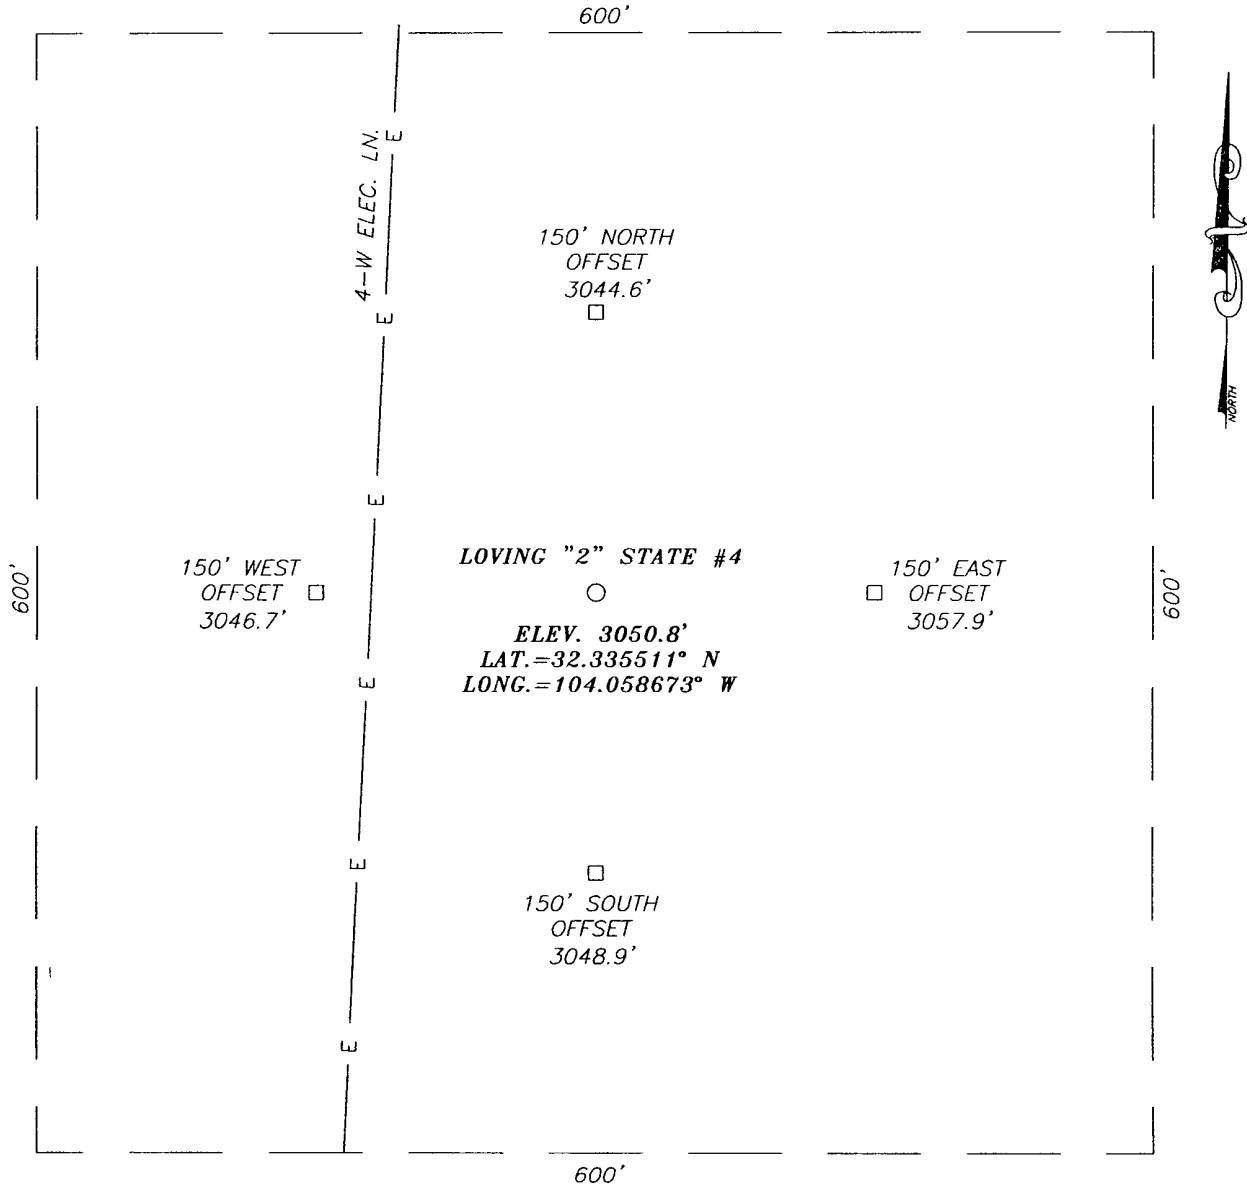 600'
4-W ELEC. LN.
E
NORTH
150' NORTH
OFFSET
3044.6'
E
E
600'
150' WEST
OFFSET
3046.7'
LOVING "2" STATE #4
ELEV. 3050.8'
LAT.=32.335511° N
LONG.=104.058673° W
150' EAST
OFFSET
3057.9'
600'
E
E
150' SOUTH
OFFSET
3048.9'
E
600'